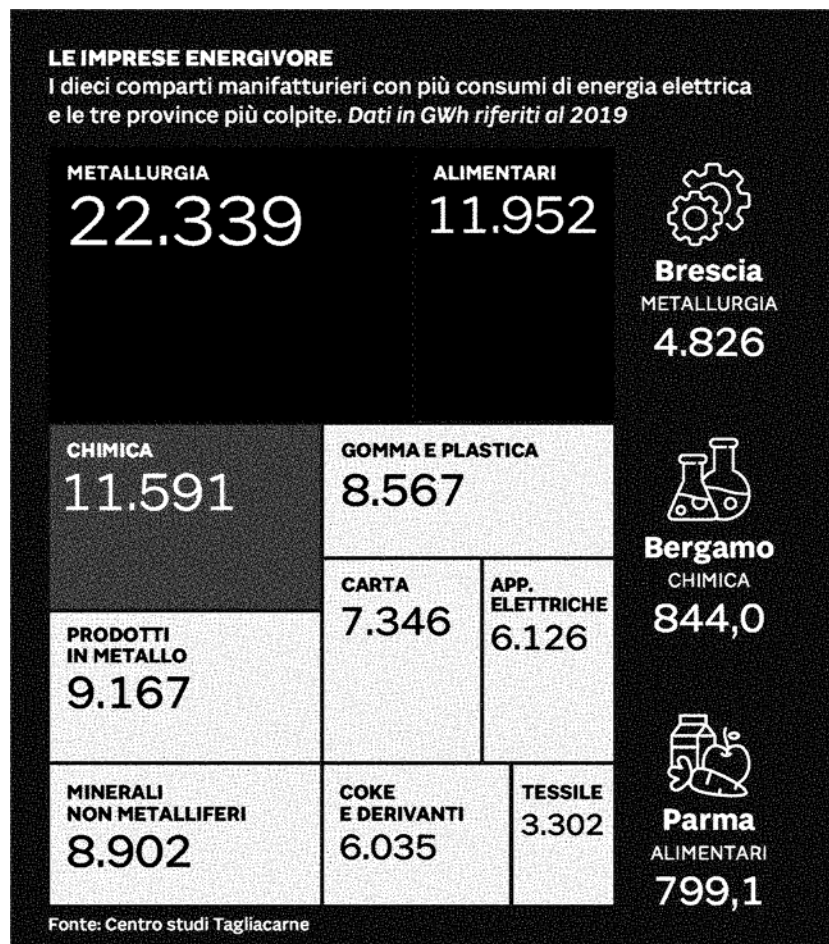 LE IMPRESE ENERGIVORE
I dieci comparti manifatturieri con più consumi di energia elettrica
e le tre province più colpite. Dati in GWh riferiti al 2019
METALLURGIA
22.339
ALIMENTARI
11.952
CHIMICA
11.591
GOMMA E PLASTICA
8.567
CARTA
7.346
APP.
ELETTRICHE
6.126
PRODOTTI
IN METALLO
9.167
MINERALI
NON METALLIFERI
8.902
COKE
E DERIVANTI
6.035
TESSILE
3.302
Brescia
METALLURGIA
4.826
Bergamo
CHIMICA
844,0
Parma
ALIMENTARI
799,1
Fonte: Centro studi Tagliacarne